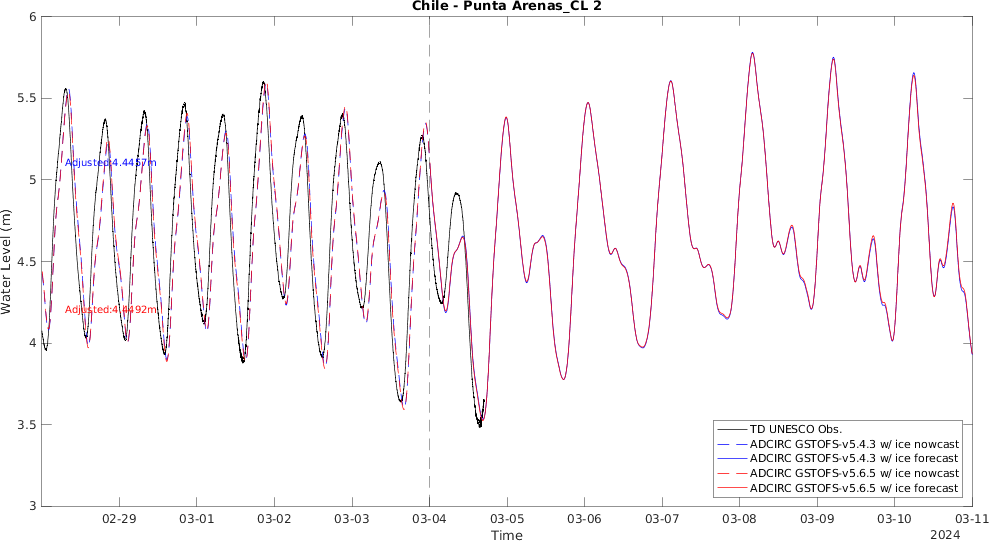 Chile - Punta Arenas_CL 2
6
5.5
5
4.5
4
3.5
3
Water Level (m)
Adjusted:4.4457m
Adjusted:4.4492m
TD UNESCO Obs.
ADCIRC GSTOFS-v5.4.3 w/ ice nowcast
ADCIRC GSTOFS-v5.4.3 w/ ice forecast
ADCIRC GSTOFS-v5.6.5 w/ ice nowcast
ADCIRC GSTOFS-v5.6.5 w/ ice forecast
02-29 03-01 03-02 03-03 03-04 03-05 03-06 03-07 03-08 03-09 03-10 03-11
Time 2024